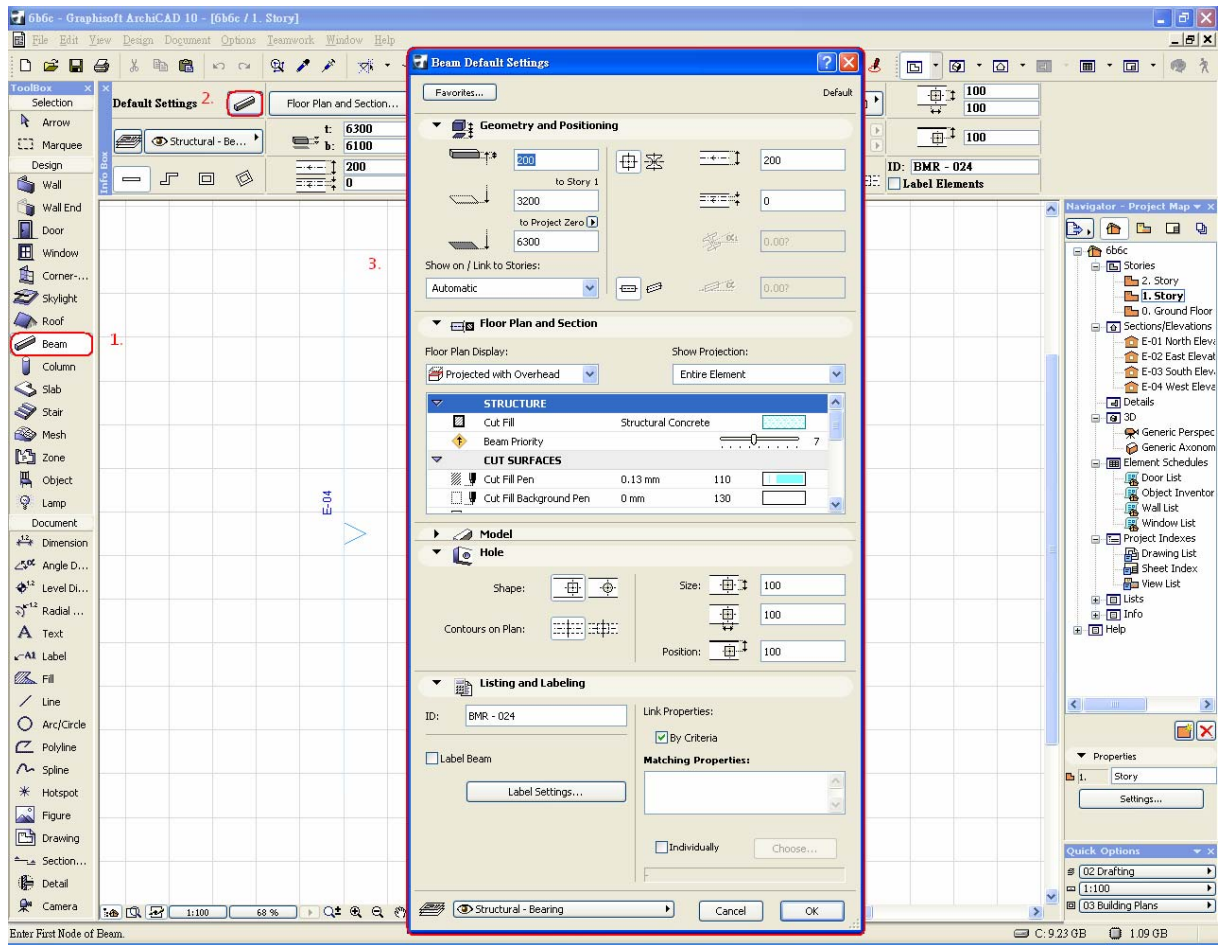 6b6c - Graphisoft ArchiCAD 10 - [6b6c / 1. Story]
File Edit View Design Document Options Teamwork Window Help
ToolBox
Selection
Arrow
Marquee
Design
Wall
Wall End
Door
Window
Corner-...
Skylight
Roof
Beam
Column
Slab
Stair
Mesh
Zone
Object
Lamp
Document
Dimension
Angle D...
Level Di...
Radial ...
Text
Label
Fill
Line
Arc/Circle
Polyline
Spline
Hotspot
Figure
Drawing
Section...
Detail
Camera
Info Box
Default Settings 2.
Floor Plan and Section...
Structural - Be...
t: 6300
b: 6100
200
0
1.
3.
E-04
Beam Default Settings
Favorites...
Default
Geometry and Positioning
200
to Story 1
3200
to Project Zero
6300
200
0
0.00?
0.00?
Show on / Link to Stories:
Automatic
Floor Plan and Section
Floor Plan Display:
Show Projection:
Projected with Overhead
Entire Element
STRUCTURE
Cut Fill Structural Concrete
Beam Priority 7
CUT SURFACES
Cut Fill Pen 0.13 mm 110
Cut Fill Background Pen 0 mm 130
Model
Hole
Shape:
Size: 100
100
Contours on Plan:
Position: 100
Listing and Labeling
ID: BMR - 024
Link Properties:
By Criteria
Label Beam
Matching Properties:
Label Settings...
Individually
Choose...
Structural - Bearing
Cancel
OK
100
100
100
ID: BMR - 024
Label Elements
Navigator - Project Map
6b6c
Stories
2. Story
1. Story
0. Ground Floor
Sections/Elevations
E-01 North Eleva
E-02 East Elevat
E-03 South Elev
E-04 West Eleva
Details
3D
Generic Perspec
Generic Axonom
Element Schedules
Door List
Object Inventor
Wall List
Window List
Project Indexes
Drawing List
Sheet Index
View List
Lists
Info
Help
Properties
1. Story
Settings...
Quick Options
02 Drafting
1:100
03 Building Plans
1:100
68 %
Enter First Node of Beam.
C: 9.23 GB
1.09 GB